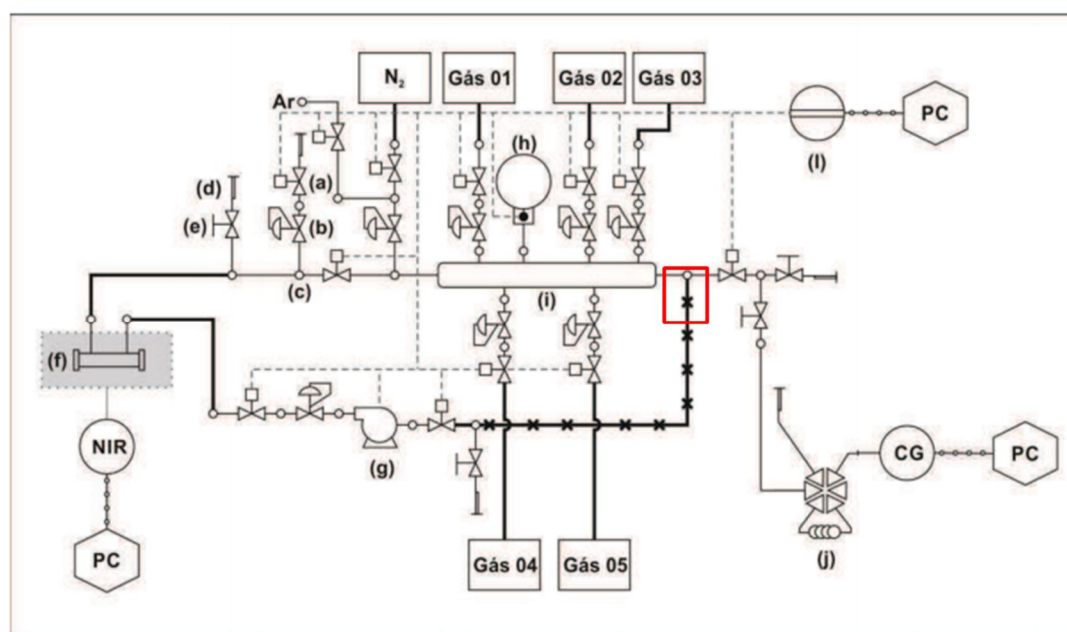 N₂
Gás 01
Gás 02
Gás 03
Ar
PC
(h)
(l)
(a)
(d)
(e)
(b)
(c)
(i)
(f)
NIR
(g)
CG
PC
PC
Gás 04
Gás 05
(j)